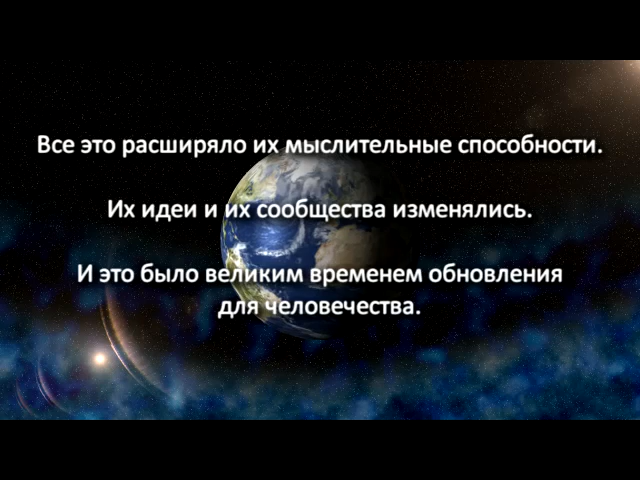 Все это расширяло их мыслительные способности.
Их идеи и их сообщества изменялись.
И это было великим временем обновления
для человечества.